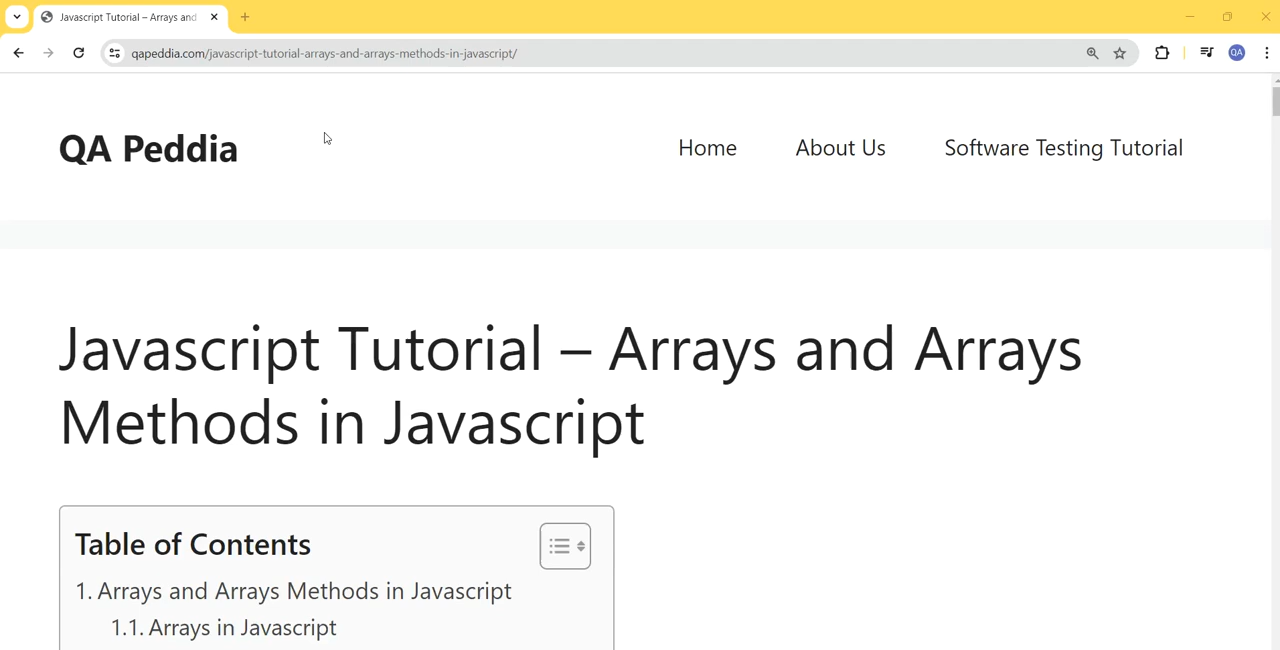 Javascript Tutorial – Arrays and
qapeddia.com/javascript-tutorial-arrays-and-arrays-methods-in-javascript/
QA
QA Peddia
Home
About Us
Software Testing Tutorial
Javascript Tutorial – Arrays and Arrays
Methods in Javascript
Table of Contents
1. Arrays and Arrays Methods in Javascript
1.1. Arrays in Javascript